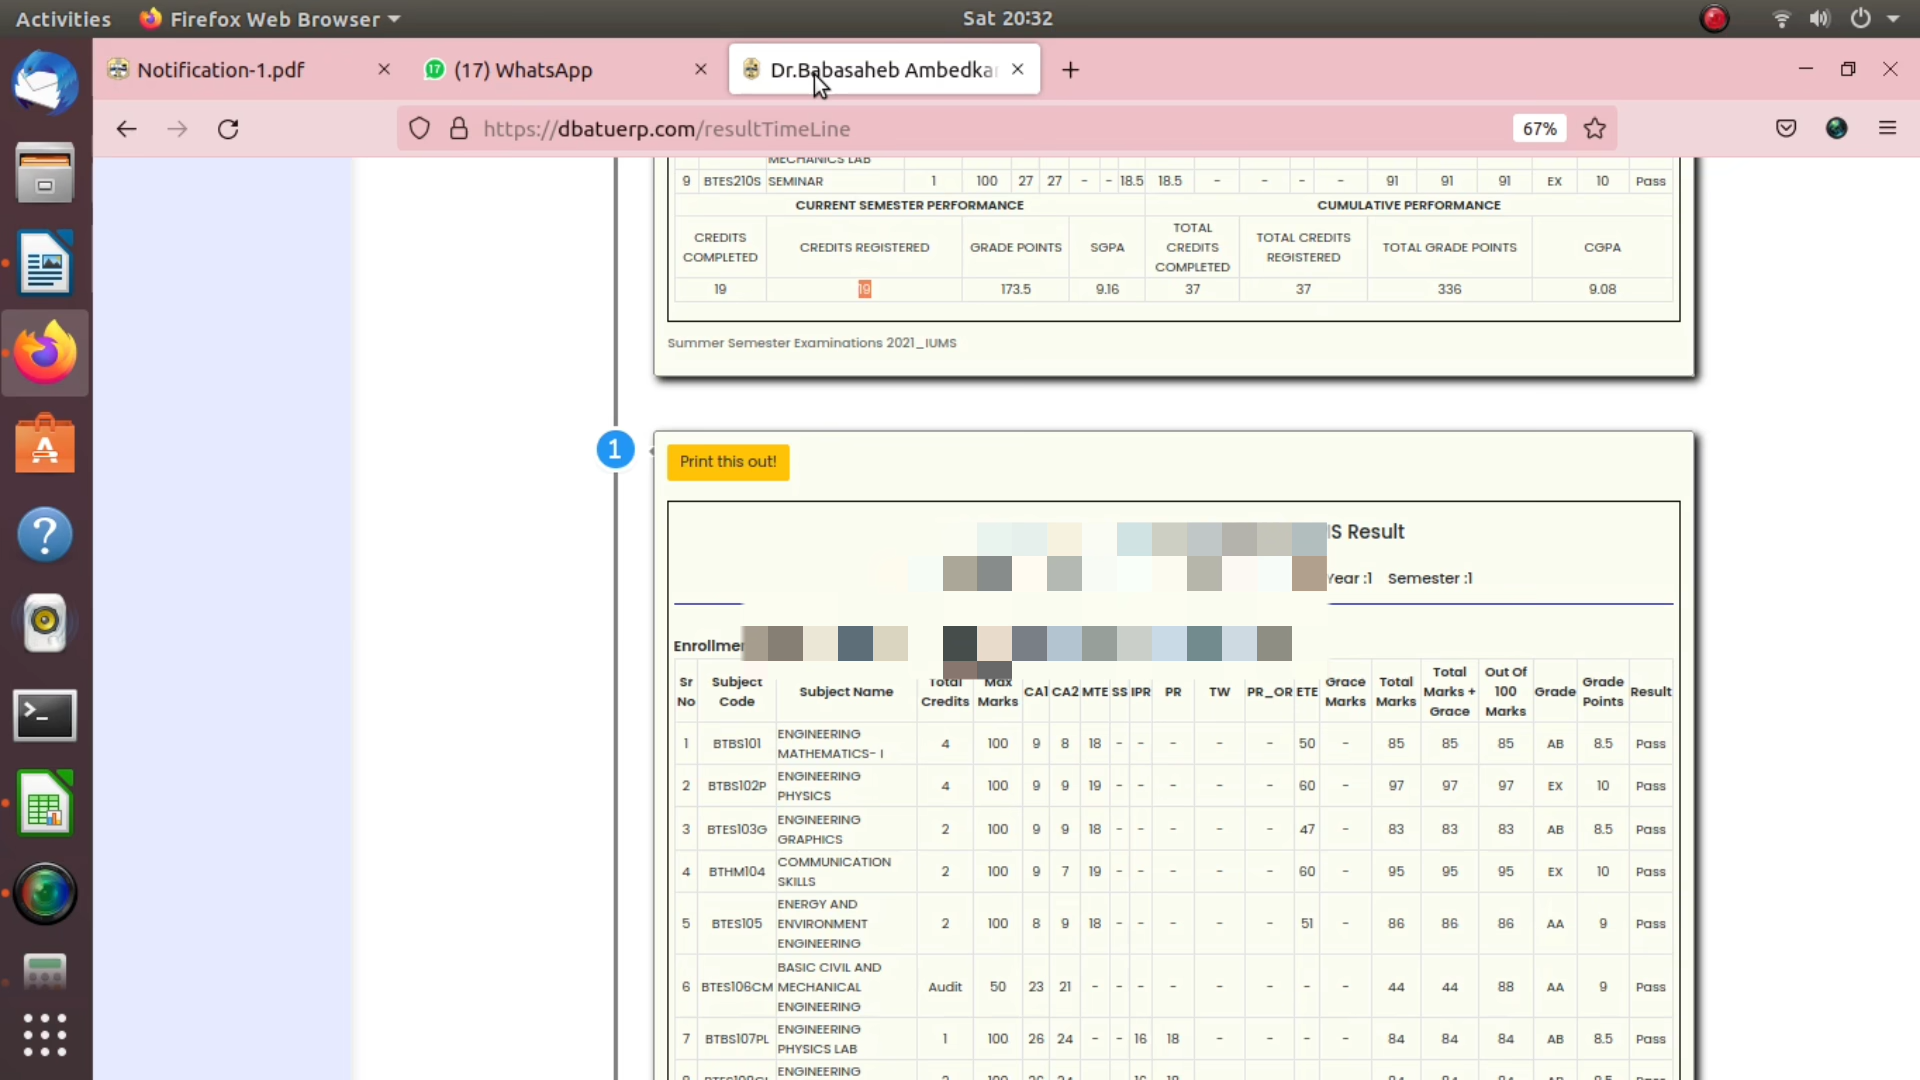 Activities Firefox Web Browser Sat 20:32
Notification-1.pdf 17 (17) WhatsApp Dr.Babasaheb Ambedka
https://dbatuerp.com/resultTimeLine 67%
MECHANICS LAB
9 BTES210S SEMINAR 1 100 27 27 - - 18.5 18.5 - - - - 91 91 91 EX 10 Pass
CURRENT SEMESTER PERFORMANCE CUMULATIVE PERFORMANCE
CREDITS COMPLETED CREDITS REGISTERED GRADE POINTS SGPA TOTAL CREDITS COMPLETED TOTAL CREDITS REGISTERED TOTAL GRADE POINTS CGPA
19 19 173.5 9.16 37 37 336 9.08
Summer Semester Examinations 2021_IUMS
1
Print this out!
S Result
Year :1 Semester :1
Enrollme
Sr No Subject Code Subject Name Total Credits Max Marks CA1 CA2 MTE SS IPR PR TW PR_OR ETE Grace Marks Total Marks Total Marks + Grace Out Of 100 Marks Grade Grade Points Result
1 BTBS101 ENGINEERING MATHEMATICS- I 4 100 9 8 18 - - - - - 50 - 85 85 85 AB 8.5 Pass
2 BTBS102P ENGINEERING PHYSICS 4 100 9 9 19 - - - - - 60 - 97 97 97 EX 10 Pass
3 BTES103G ENGINEERING GRAPHICS 2 100 9 9 18 - - - - - 47 - 83 83 83 AB 8.5 Pass
4 BTHM104 COMMUNICATION SKILLS 2 100 9 7 19 - - - - - 60 - 95 95 95 EX 10 Pass
5 BTES105 ENERGY AND ENVIRONMENT ENGINEERING 2 100 8 9 18 - - - - - 51 - 86 86 86 AA 9 Pass
6 BTES106CM BASIC CIVIL AND MECHANICAL ENGINEERING Audit 50 23 21 - - - - - - - - 44 44 88 AA 9 Pass
7 BTBS107PL ENGINEERING PHYSICS LAB 1 100 26 24 - - 16 18 - - - - 84 84 84 AB 8.5 Pass
ENGINEERING